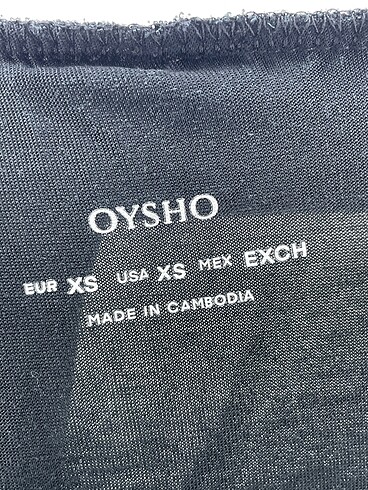 OYSHO
EUR XS USA XS MEX EXCH
MADE IN CAMBODIA